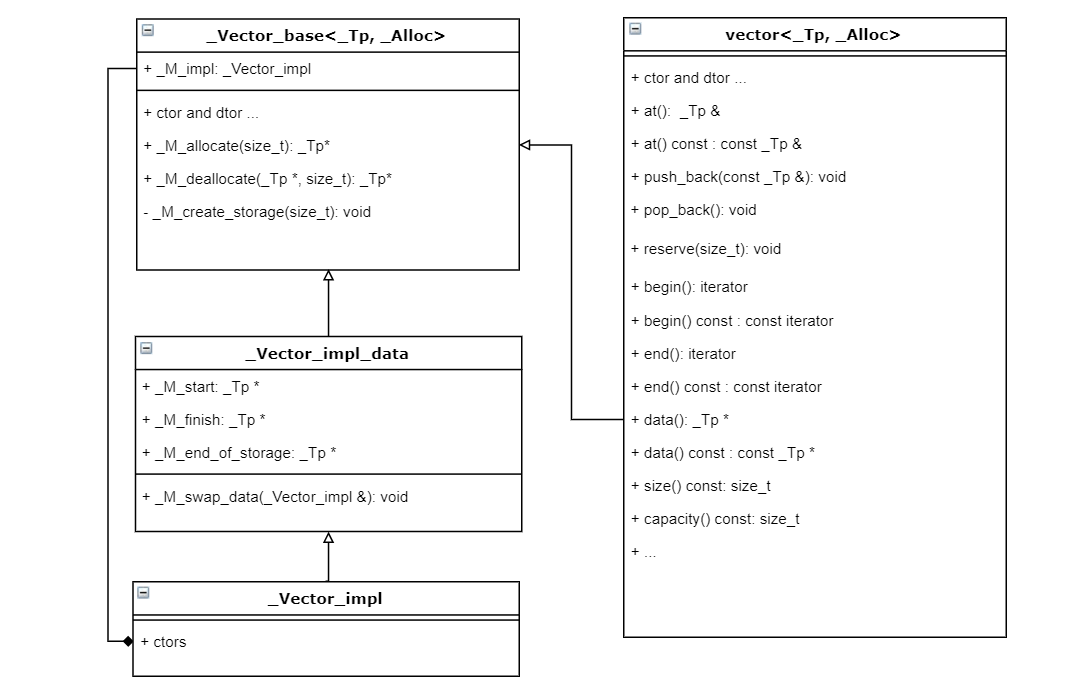 _Vector_base<_Tp, _Alloc>
+ _M_impl: _Vector_impl
+ ctor and dtor ...
+ _M_allocate(size_t): _Tp*
+ _M_deallocate(_Tp *, size_t): _Tp*
- _M_create_storage(size_t): void
_Vector_impl_data
+ _M_start: _Tp *
+ _M_finish: _Tp *
+ _M_end_of_storage: _Tp *
+ _M_swap_data(_Vector_impl &): void
_Vector_impl
+ ctors
vector<_Tp, _Alloc>
+ ctor and dtor ...
+ at():  _Tp &
+ at() const : const _Tp &
+ push_back(const _Tp &): void
+ pop_back(): void
+ reserve(size_t): void
+ begin(): iterator
+ begin() const : const iterator
+ end(): iterator
+ end() const : const iterator
+ data(): _Tp *
+ data() const : const _Tp *
+ size() const: size_t
+ capacity() const: size_t
+ ...